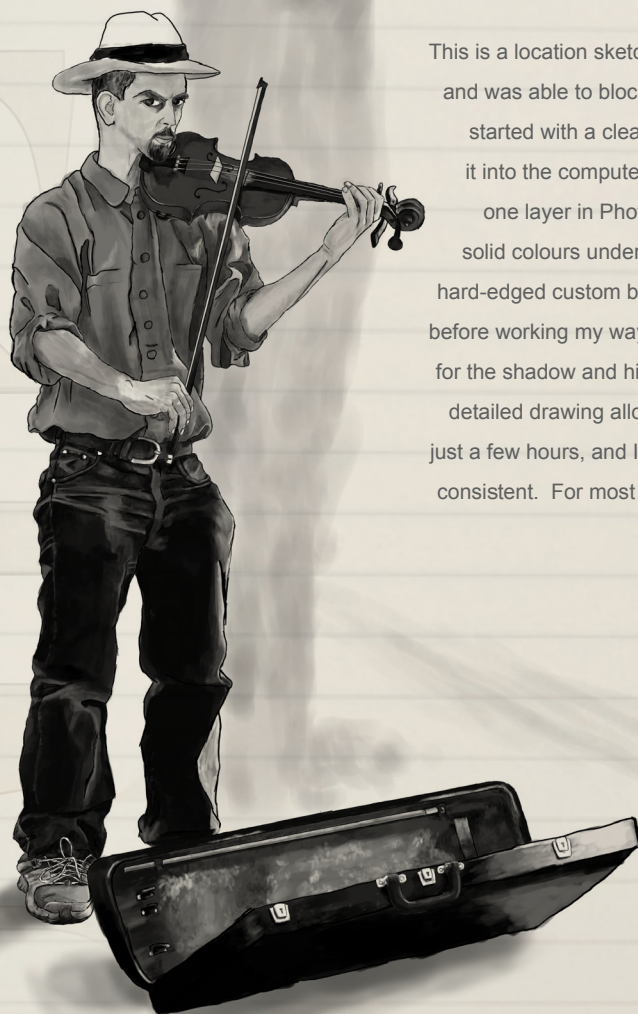 This is a location sketc
and was able to block
started with a clea
it into the compute
one layer in Pho
solid colours under
hard-edged custom b
before working my way
for the shadow and hi
detailed drawing allo
just a few hours, and I
consistent.  For most